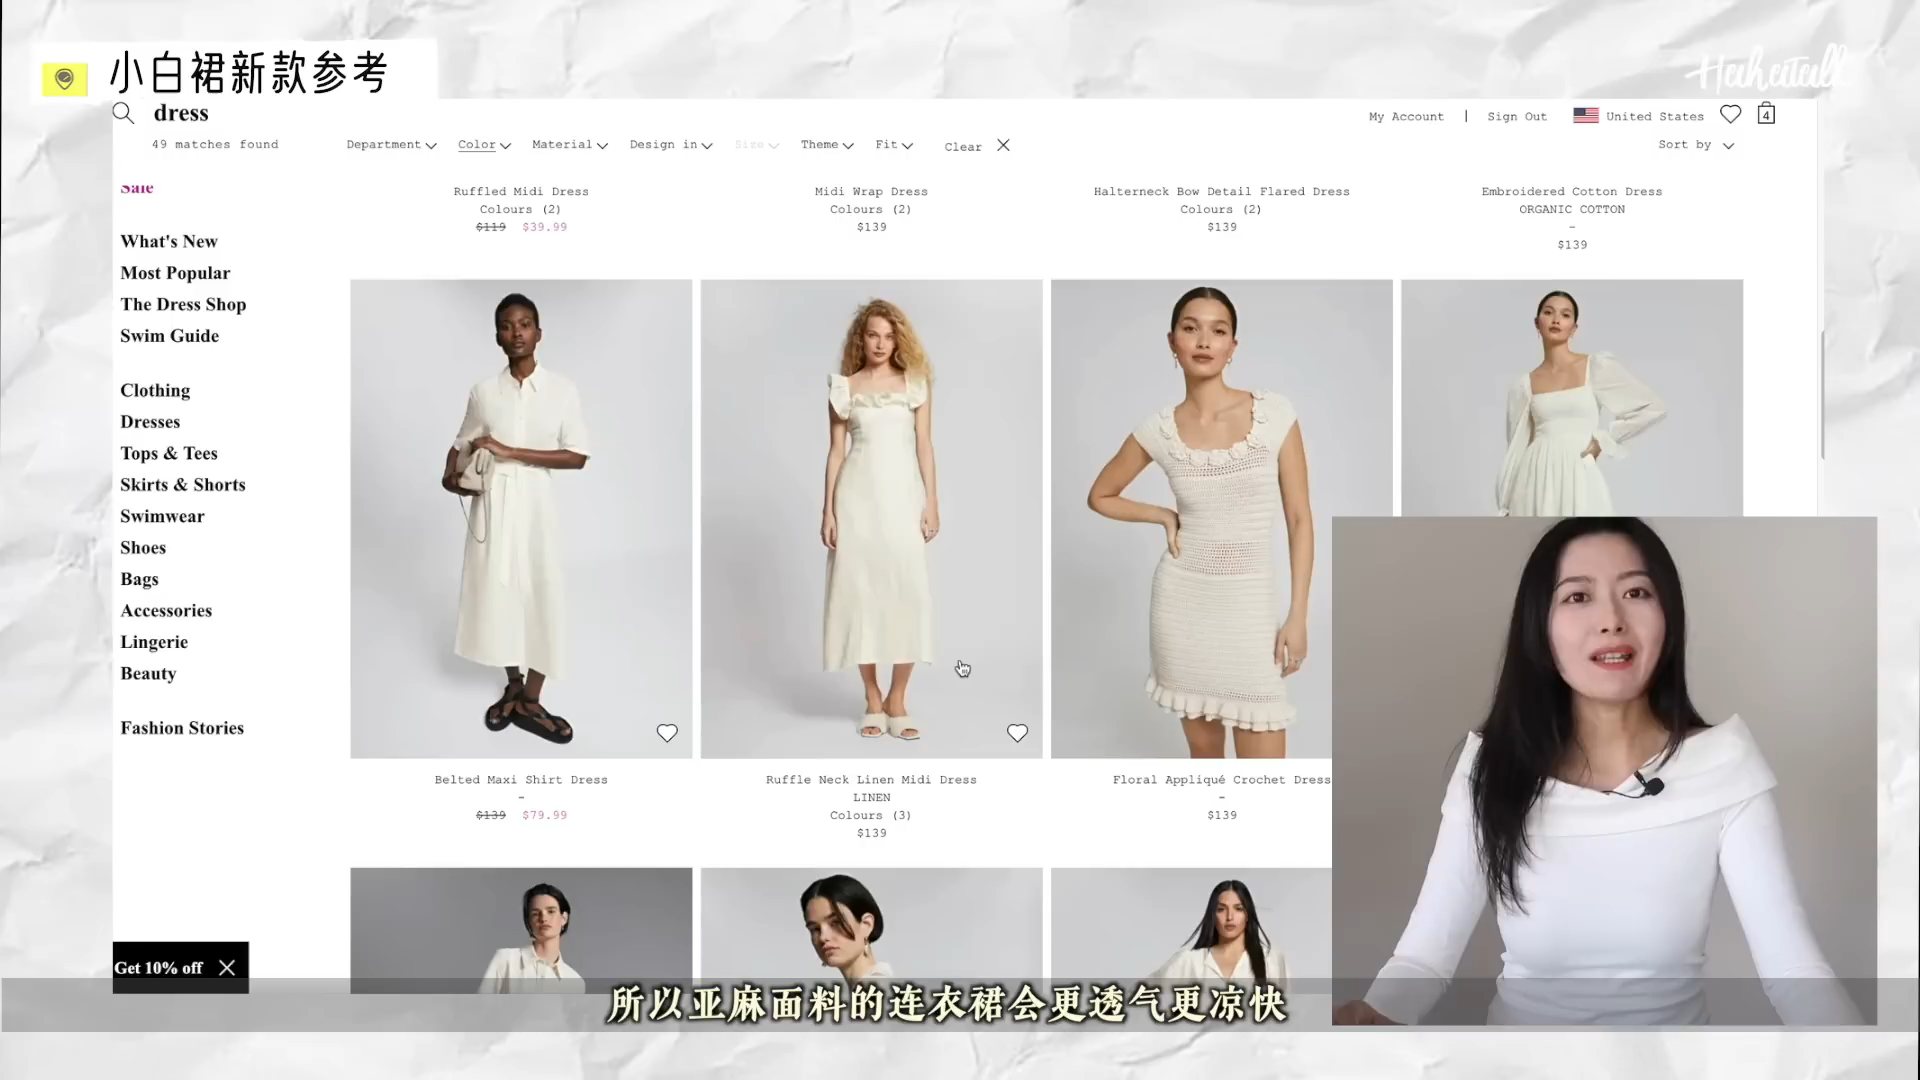 小白裙新款参考
Hahatall
dress
My Account | Sign Out United States 4
49 matches found Department Color Material Design in Size Theme Fit Clear Sort by
Sale
What's New
Most Popular
The Dress Shop
Swim Guide
Clothing
Dresses
Tops & Tees
Skirts & Shorts
Swimwear
Shoes
Bags
Accessories
Lingerie
Beauty
Fashion Stories
Ruffled Midi Dress
Colours (2)
$119 $39.99
Midi Wrap Dress
Colours (2)
$139
Halterneck Bow Detail Flared Dress
Colours (2)
$139
Embroidered Cotton Dress
ORGANIC COTTON
-
$139
Belted Maxi Shirt Dress
-
$139 $79.99
Ruffle Neck Linen Midi Dress
LINEN
Colours (3)
$139
Floral Appliqué Crochet Dress
-
$139
Get 10% off
所以亚麻面料的连衣裙会更透气更凉快